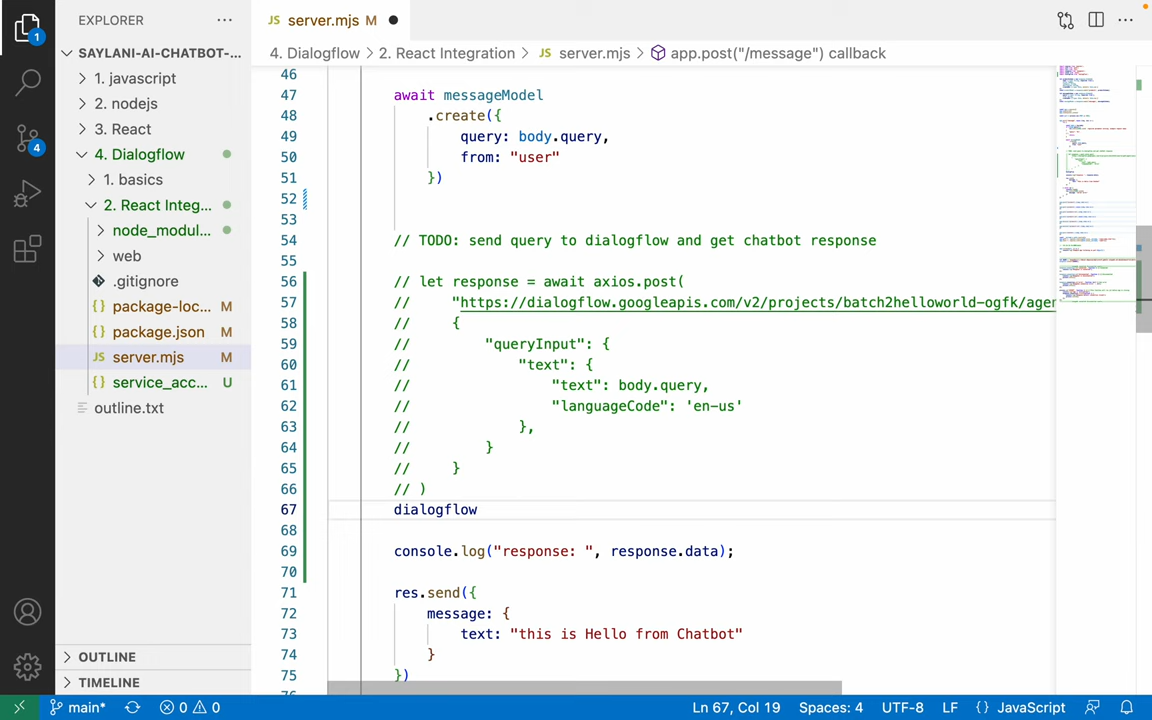 EXPLORER
SAYLANI-AI-CHATBOT-...
1. javascript
2. nodejs
3. React
4. Dialogflow
1. basics
2. React Integ...
node_modul...
web
.gitignore
{} package-loc... M
{} package.json M
JS server.mjs M
{} service_acc... U
outline.txt
OUTLINE
TIMELINE
1
4
JS server.mjs M
4. Dialogflow > 2. React Integration > JS server.mjs > app.post("/message") callback
46
47 await messageModel
48 .create({
49 query: body.query,
50 from: "user"
51 })
52
53
54 // TODO: send query to dialogflow and get chatbot response
55
56 // let response = await axios.post(
57 // "https://dialogflow.googleapis.com/v2/projects/batch2helloworld-ogfk/agen
58 // {
59 // "queryInput": {
60 // "text": {
61 // "text": body.query,
62 // "languageCode": 'en-us'
63 // },
64 // }
65 // }
66 // )
67 dialogflow
68
69 console.log("response: ", response.data);
70
71 res.send({
72 message: {
73 text: "this is Hello from Chatbot"
74 }
75 })
main* 0 0 Ln 67, Col 19 Spaces: 4 UTF-8 LF {} JavaScript